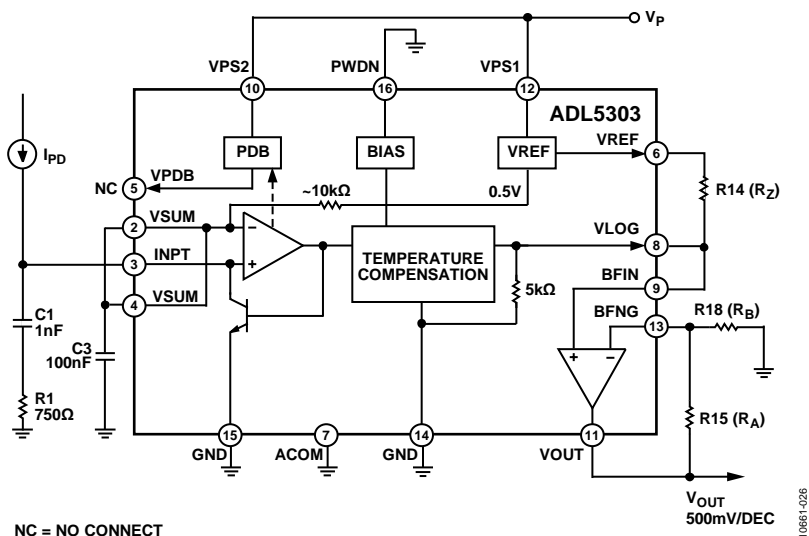 VP
VPS2
PWDN
VPS1
10
16
12
ADL5303
IPD
PDB
BIAS
VREF
VREF
6
NC
5
VPDB
~10kΩ
0.5V
R14 (RZ)
2
VSUM
−
VLOG
8
3
INPT
+
TEMPERATURE
COMPENSATION
BFIN
9
4
VSUM
5kΩ
BFNG
13
R18 (RB)
C1
1nF
C3
100nF
+
−
R1
750Ω
R15 (RA)
15
7
14
11
GND
ACOM
GND
VOUT
VOUT
500mV/DEC
NC = NO CONNECT
10661-026